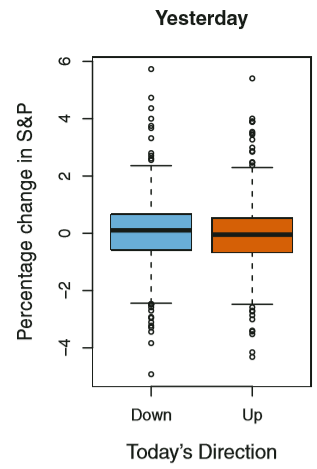 Yesterday
Percentage change in S&P
6
4
2
0
−2
−4
Down Up
Today's Direction